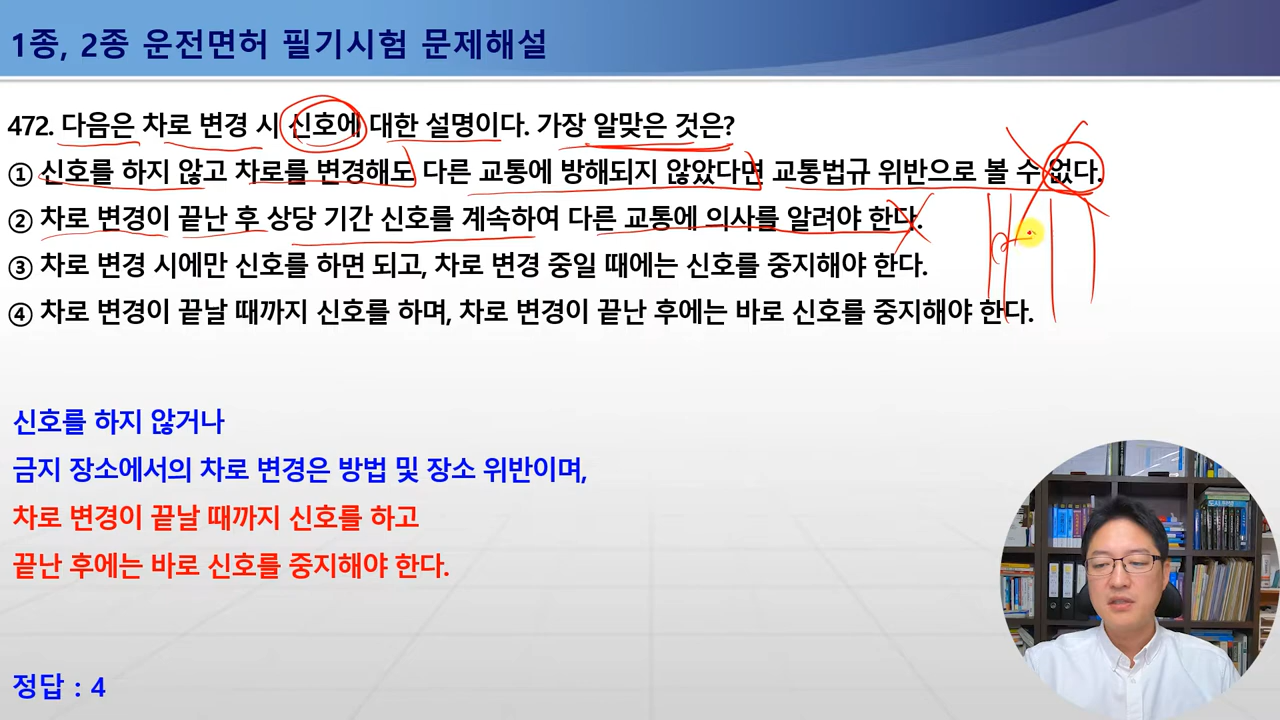 1종, 2종 운전면허 필기시험 문제해설
472. 다음은 차로 변경 시 신호에 대한 설명이다. 가장 알맞은 것은?
① 신호를 하지 않고 차로를 변경해도 다른 교통에 방해되지 않았다면 교통법규 위반으로 볼 수 없다.
② 차로 변경이 끝난 후 상당 기간 신호를 계속하여 다른 교통에 의사를 알려야 한다.
③ 차로 변경 시에만 신호를 하면 되고, 차로 변경 중일 때에는 신호를 중지해야 한다.
④ 차로 변경이 끝날 때까지 신호를 하며, 차로 변경이 끝난 후에는 바로 신호를 중지해야 한다.
신호를 하지 않거나
금지 장소에서의 차로 변경은 방법 및 장소 위반이며,
차로 변경이 끝날 때까지 신호를 하고
끝난 후에는 바로 신호를 중지해야 한다.
정답 : 4